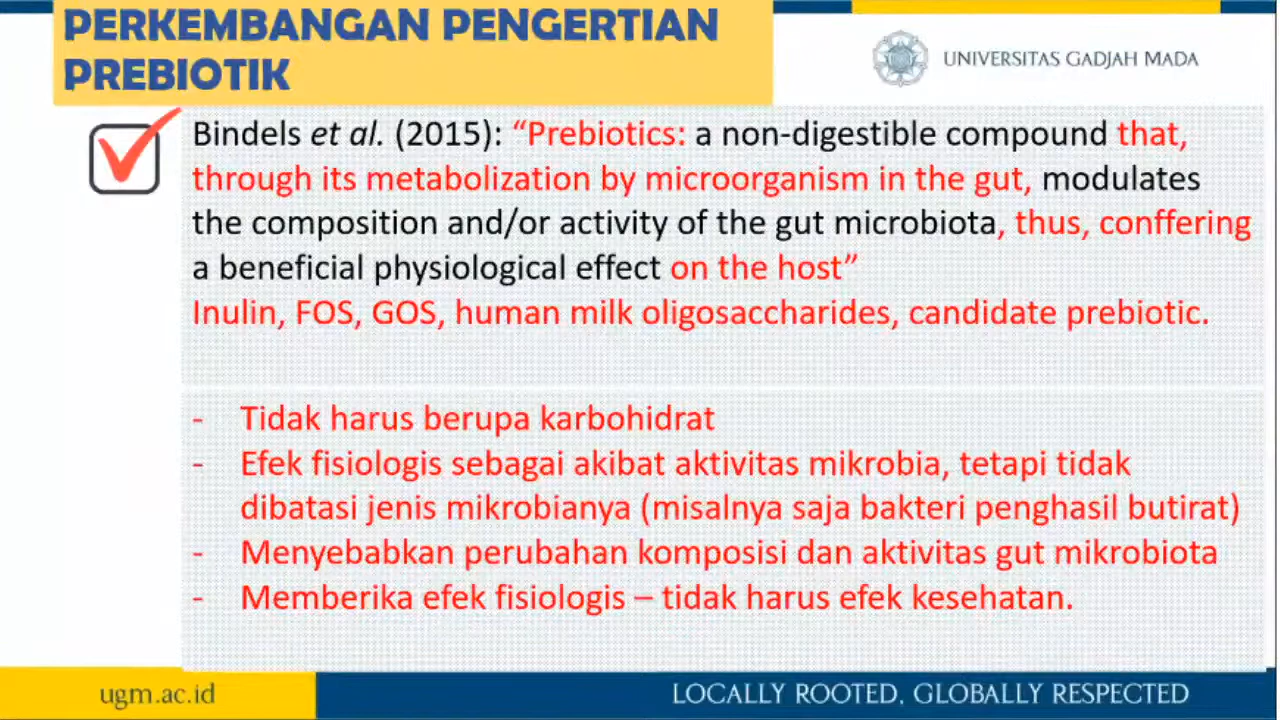 PERKEMBANGAN PENGERTIAN
PREBIOTIK
UNIVERSITAS GADJAH MADA
Bindels et al. (2015): “Prebiotics: a non-digestible compound that,
through its metabolization by microorganism in the gut, modulates
the composition and/or activity of the gut microbiota, thus, conffering
a beneficial physiological effect on the host”
Inulin, FOS, GOS, human milk oligosaccharides, candidate prebiotic.
- Tidak harus berupa karbohidrat
- Efek fisiologis sebagai akibat aktivitas mikrobia, tetapi tidak
dibatasi jenis mikrobianya (misalnya saja bakteri penghasil butirat)
- Menyebabkan perubahan komposisi dan aktivitas gut mikrobiota
- Memberika efek fisiologis – tidak harus efek kesehatan.
ugm.ac.id
LOCALLY ROOTED, GLOBALLY RESPECTED